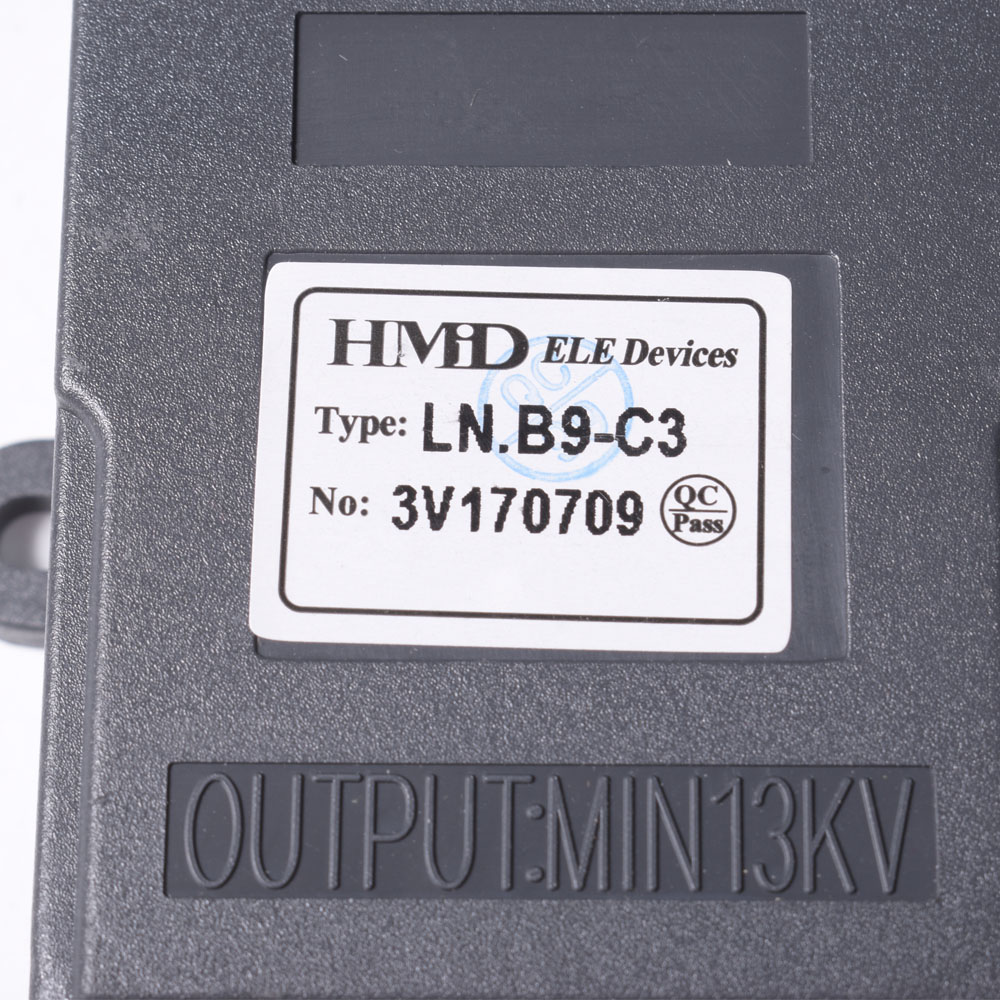 HMiD ELE Devices
Type: LN.B9-C3
No: 3V170709
QC
Pass
OUTPUT:MIN13KV